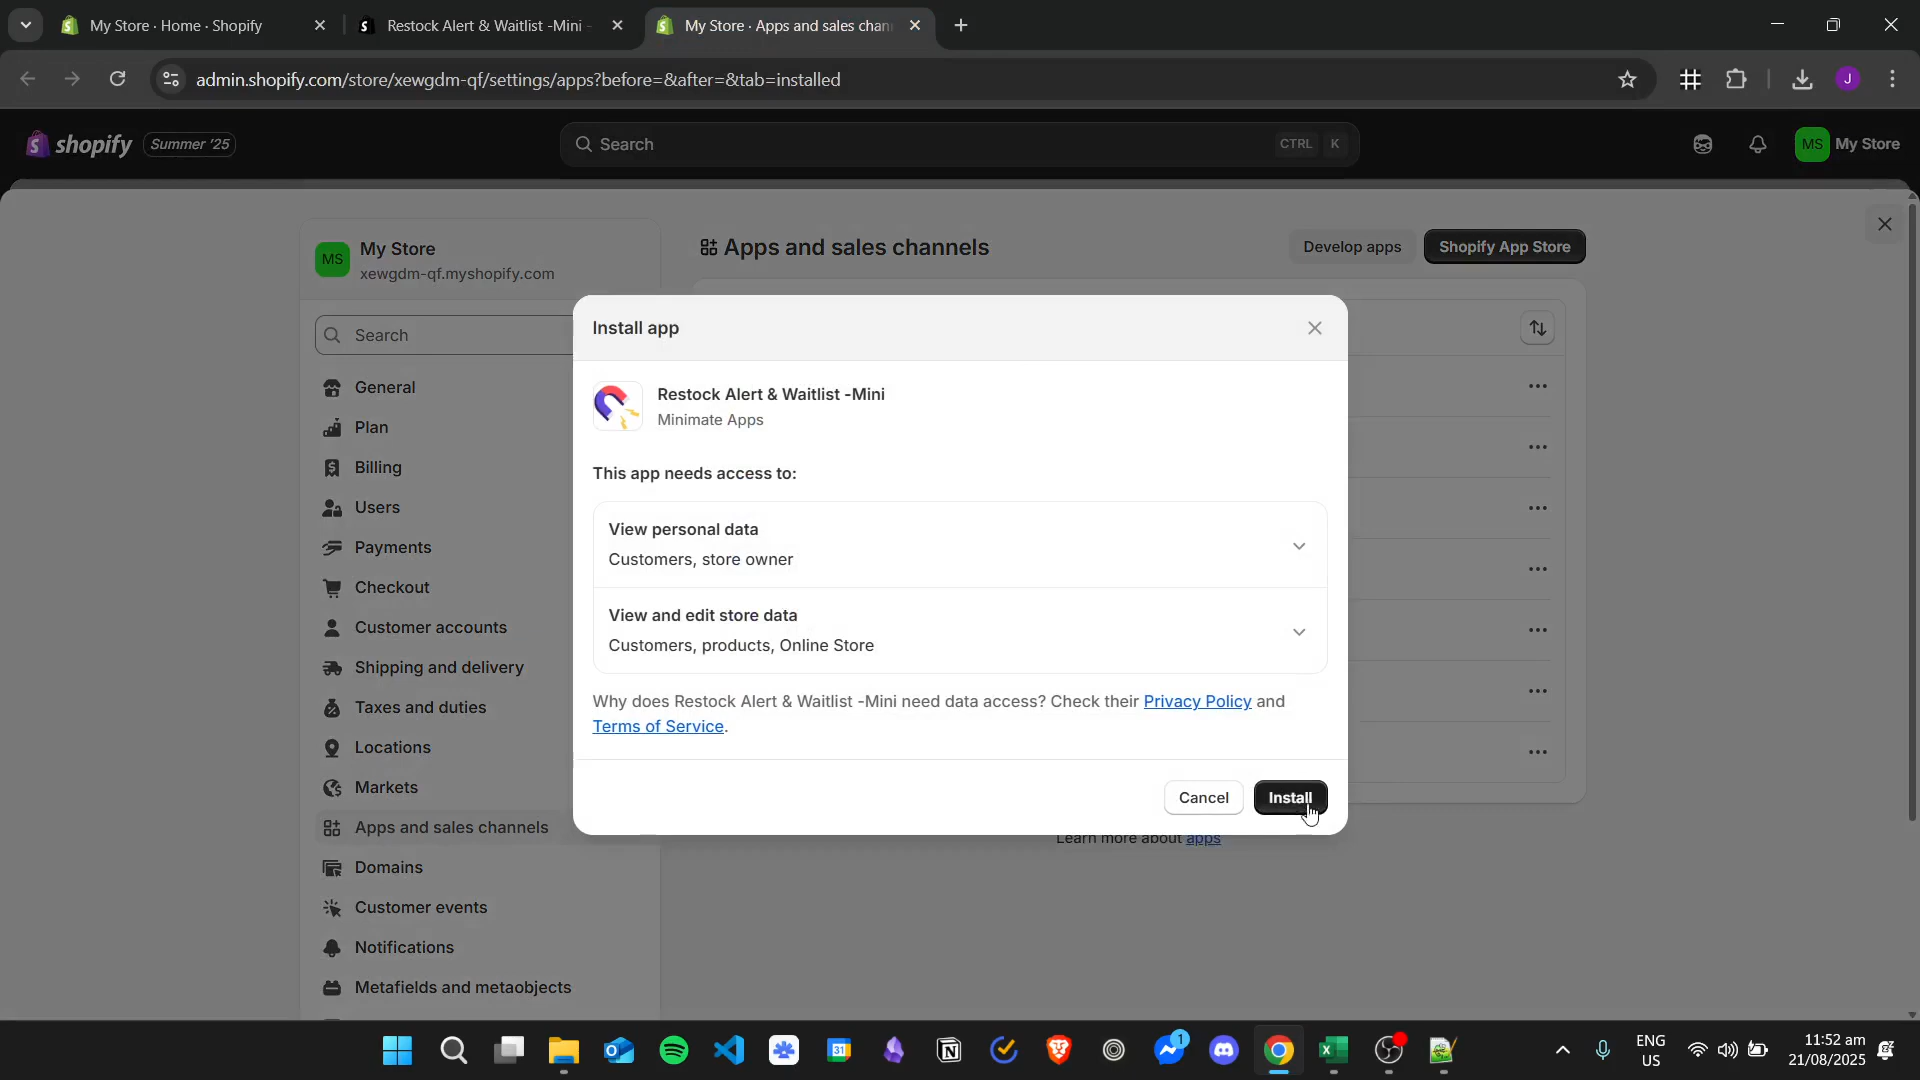 My Store · Home · Shopify
Restock Alert & Waitlist -Mini -
My Store · Apps and sales chan
admin.shopify.com/store/xewgdm-qf/settings/apps?before=&after=&tab=installed
J
shopify
Summer '25
Search
CTRL K
MS
My Store
MS
My Store
xewgdm-qf.myshopify.com
Search
General
Plan
Billing
Users
Payments
Checkout
Customer accounts
Shipping and delivery
Taxes and duties
Locations
Markets
Apps and sales channels
Domains
Customer events
Notifications
Metafields and metaobjects
Apps and sales channels
Develop apps
Shopify App Store
Install app
Restock Alert & Waitlist -Mini
Minimate Apps
This app needs access to:
View personal data
Customers, store owner
View and edit store data
Customers, products, Online Store
Why does Restock Alert & Waitlist -Mini need data access? Check their Privacy Policy and
Terms of Service.
Cancel
Install
Learn more about apps
31
1
ENG
US
11:52 am
21/08/2025